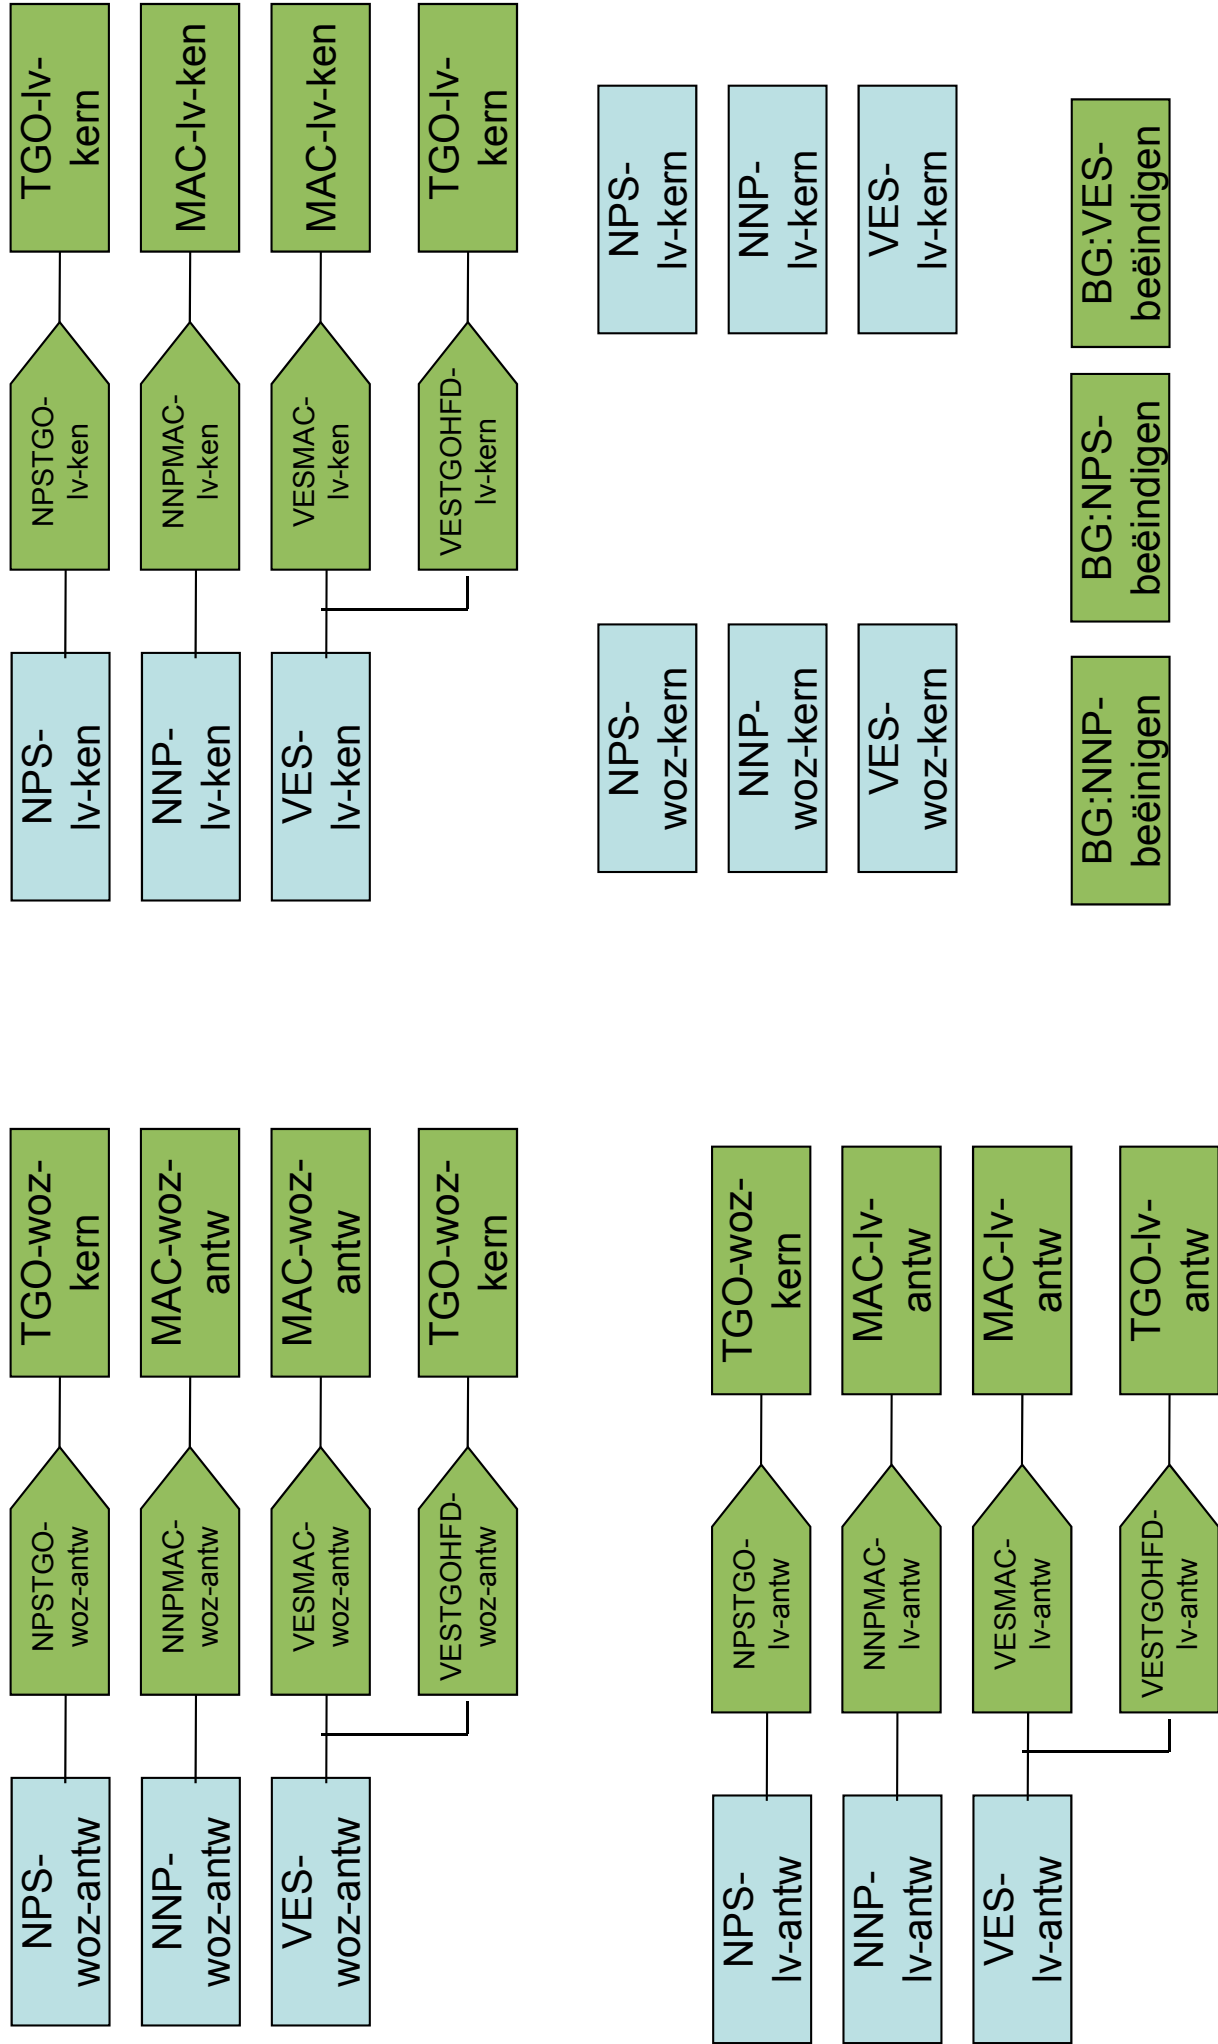 NPS-
woz-antw
NPSTGO-
woz-antw
TGO-woz-
kern
NNP-
woz-antw
NNPMAC-
woz-antw
MAC-woz-
antw
VES-
woz-antw
VESMAC-
woz-antw
MAC-woz-
antw
VESTGOHFD-
woz-antw
TGO-woz-
kern
NPS-
lv-ken
NPSTGO-
lv-ken
TGO-lv-
kern
NNP-
lv-ken
NNPMAC-
lv-ken
MAC-lv-ken
VES-
lv-ken
VESMAC-
lv-ken
MAC-lv-ken
VESTGOHFD-
lv-kern
TGO-lv-
kern
NPS-
lv-antw
NPSTGO-
lv-antw
TGO-woz-
kern
NNP-
lv-antw
NNPMAC-
lv-antw
MAC-lv-
antw
VES-
lv-antw
VESMAC-
lv-antw
MAC-lv-
antw
VESTGOHFD-
lv-antw
TGO-lv-
antw
NPS-
woz-kern
NPS-
lv-kern
NNP-
woz-kern
NNP-
lv-kern
VES-
woz-kern
VES-
lv-kern
BG:NNP-
beëinigen
BG:NPS-
beëindigen
BG:VES-
beëindigen